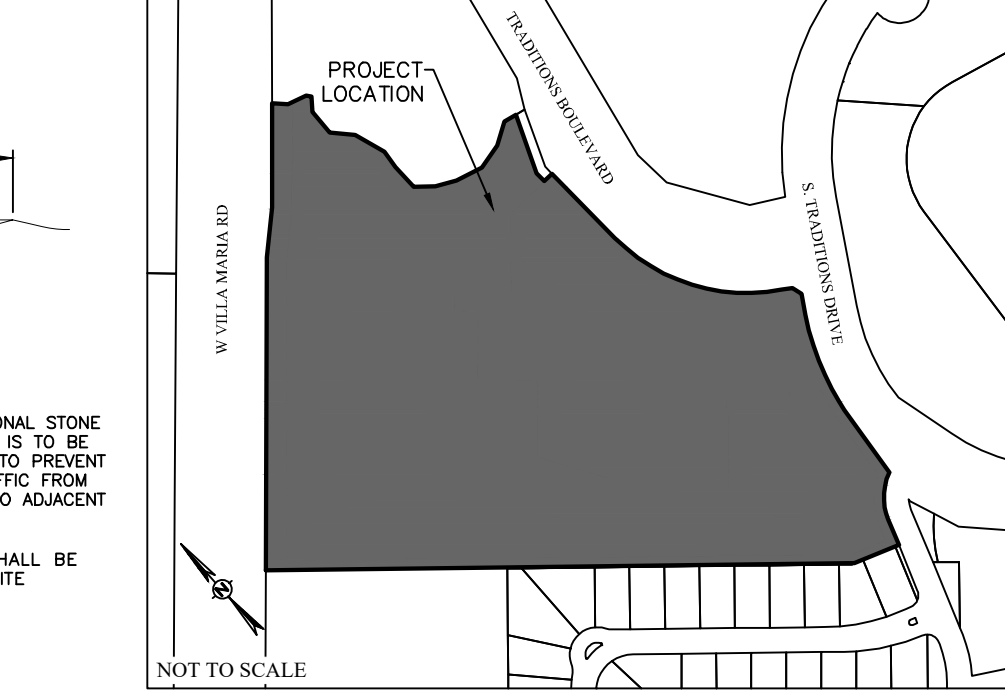 PROJECT
LOCATION
TRADITIONS BOULEVARD
S. TRADITIONS DRIVE
W VILLA MARIA RD
ONAL STONE
IS TO BE
TO PREVENT
FFIC FROM
O ADJACENT
HALL BE
ITE
N
NOT TO SCALE